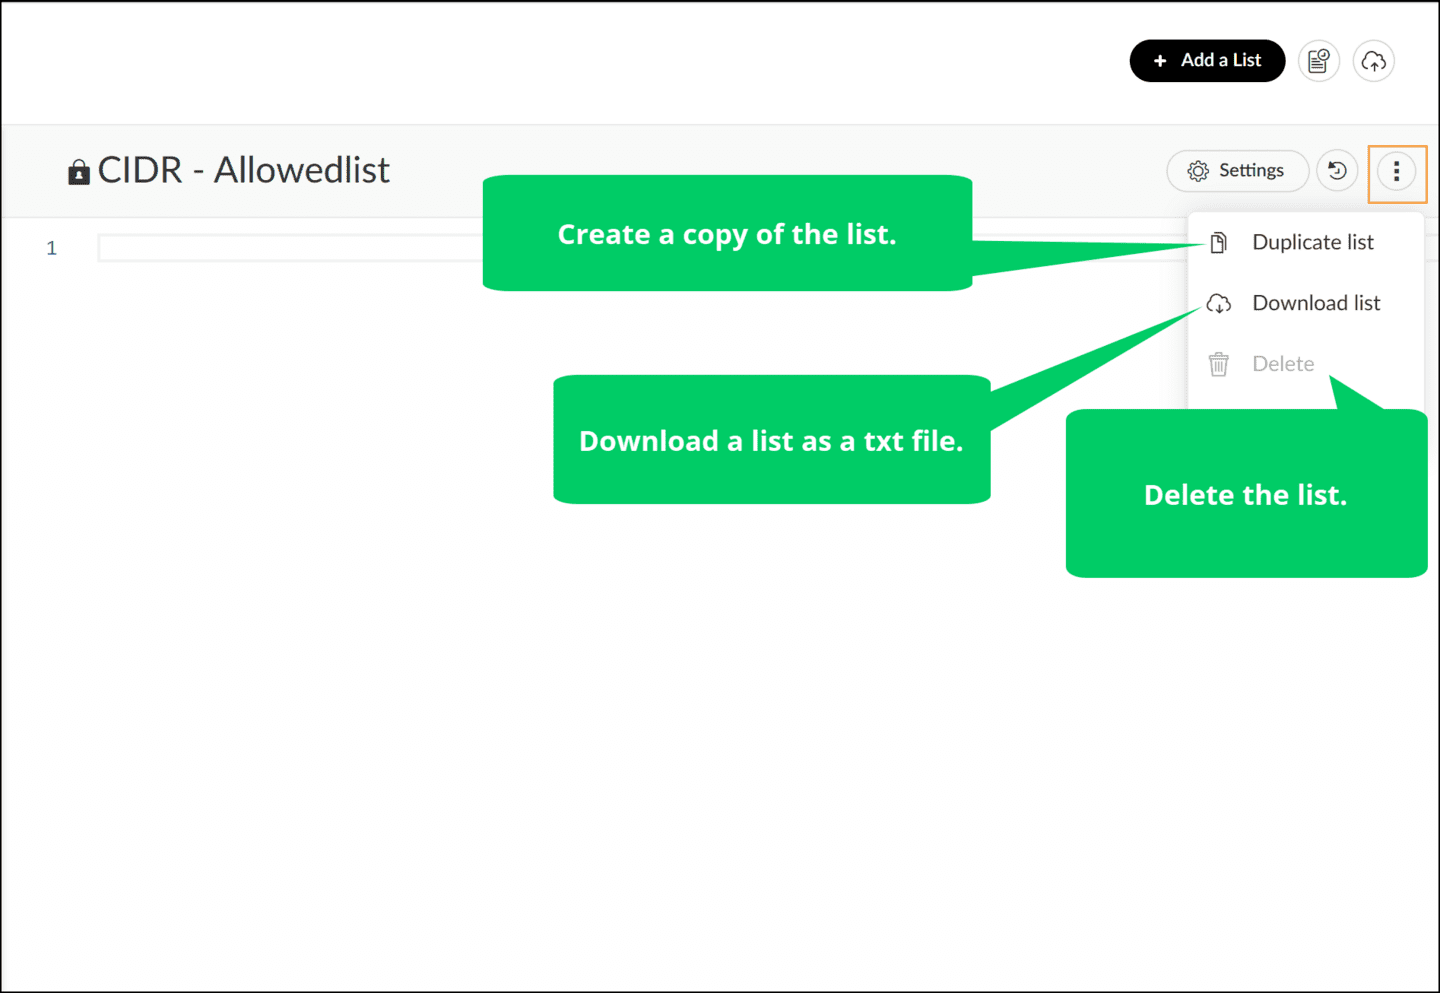 + Add a List
CIDR - Allowedlist
Settings
1
Create a copy of the list.
Duplicate list
Download list
Delete
Download a list as a txt file.
Delete the list.